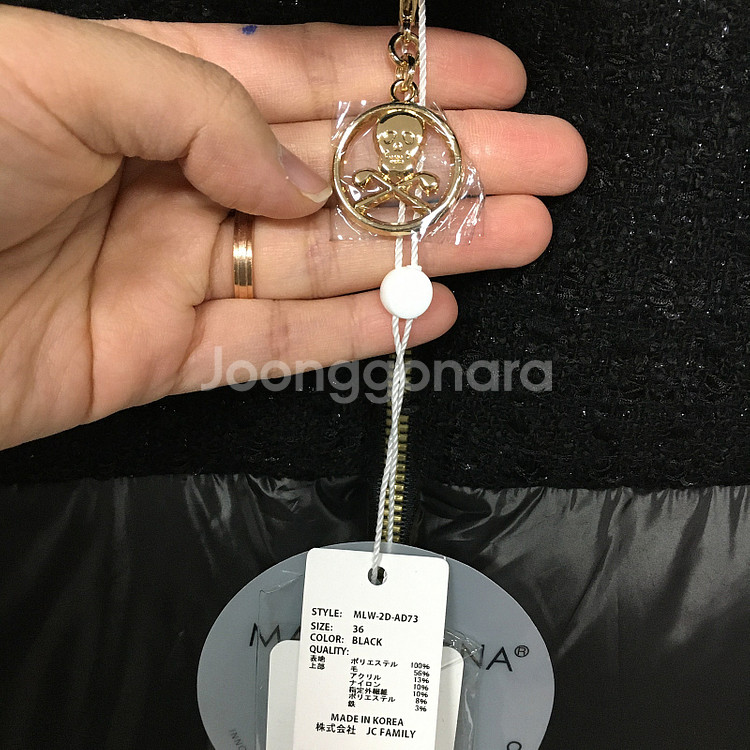 Joonggonara
STYLE: MLW-2D-AD73
SIZE: 36
COLOR: BLACK
QUALITY:
表地 ポリエステル 100%
上部 毛 56%
アクリル 13%
ナイロン 10%
指定外繊維 10%
ポリエステル 8%
鉄 3%
MADE IN KOREA
株式会社 JC FAMILY